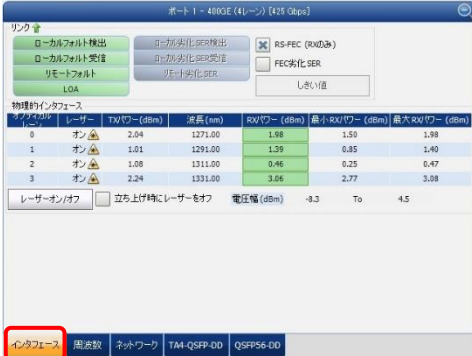 ポート 1 - 400GE (4レーン) [425 Gbps]
リンク
ローカルフォルト検出 ローカル劣化SER検出 RS-FEC (RXのみ)
ローカルフォルト受信 ローカル劣化SER受信 FEC劣化SER
リモートフォルト リモート劣化SER しきい値
LOA
物理的インタフェース
オプティカルレーン レーザー TXパワー(dBm) 波長(nm) RXパワー (dBm) 最小RXパワー (dBm) 最大RXパワー (dBm)
0 オン 2.04 1271.00 1.98 1.50 1.98
1 オン 1.01 1291.00 1.39 0.85 1.40
2 オン 1.08 1311.00 0.46 0.25 0.47
3 オン 2.24 1331.00 3.06 2.77 3.08
レーザーオン/オフ 立ち上げ時にレーザーをオフ 電圧幅(dBm) -8.3 To 4.5
インタフェース 周波数 ネットワーク TA4-QSFP-DD QSFP56-DD